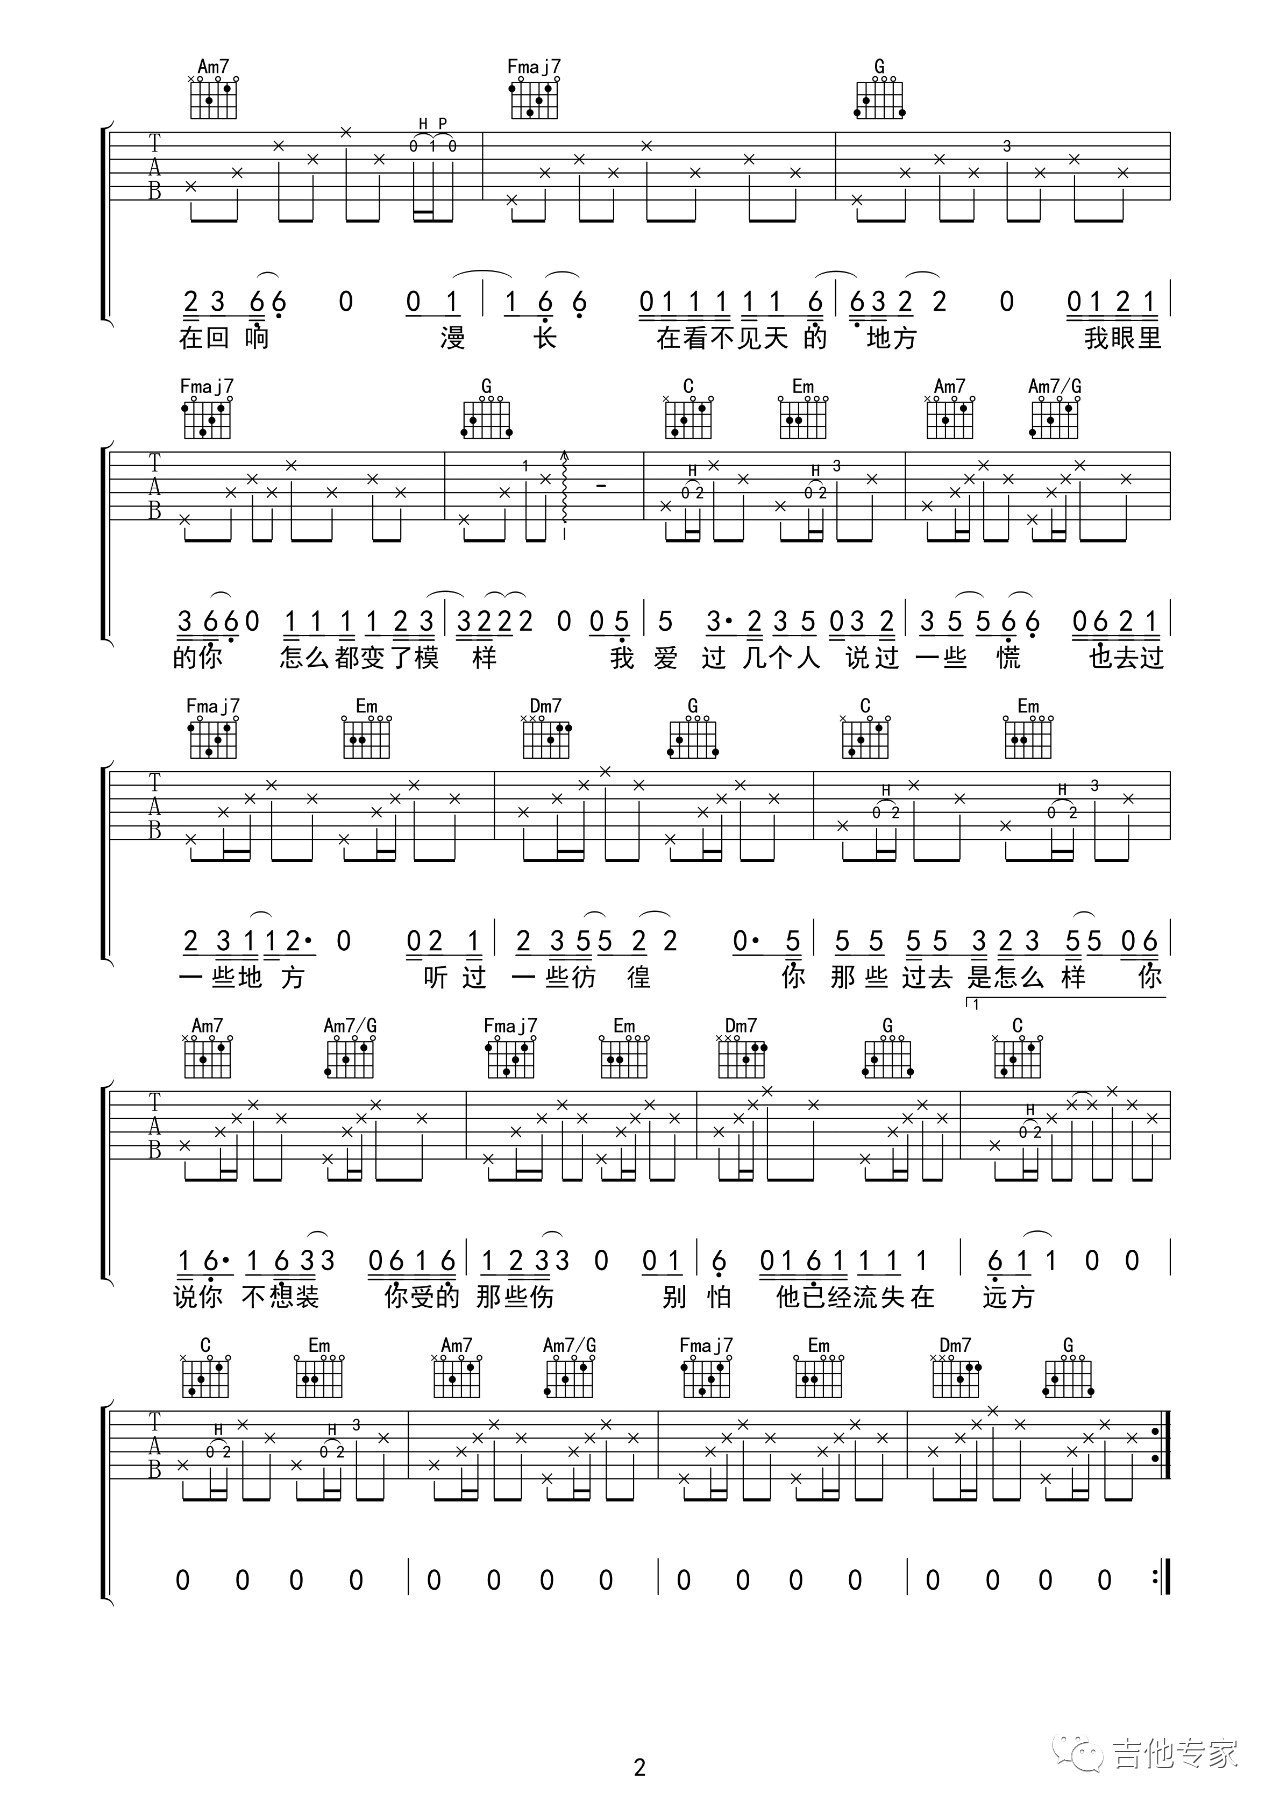 Am7 Fmaj7 G
H P
T A B 0 1 0 3
2 3 6 6 0 0 1 1 6 6 0 1 1 1 1 1 6 6 3 2 2 0 0 1 2 1
在回响 漫 长 在看不见天的 地方 我眼里
Fmaj7 G C Em Am7 Am7/G
H H
T A B 1 - 0 2 0 2 3
3 6 6 0 1 1 1 1 2 3 3 2 2 2 0 0 5 5 3· 2 3 5 0 3 2 3 5 5 6 6 0 6 2 1
的你 怎么都变了模 样 我 爱 过 几个人 说过 一些 慌 也去过
Fmaj7 Em Dm7 G C Em
H H
T A B 0 2 0 2 3
2 3 1 1 2· 0 0 2 1 2 3 5 5 2 2 0· 5 5 5 5 5 3 2 3 5 5 0 6
一些地 方 听 过 一些彷 徨 你 那些过去 是怎么 样 你
1
Am7 Am7/G Fmaj7 Em Dm7 G C
H
T A B 0 2
1 6· 1 6 3 3 0 6 1 6 1 2 3 3 0 0 1 6 0 1 6 1 1 1 1 6 1 1 0 0
说你 不想装 你受的 那些伤 别 怕 他已经流失在 远方
C Em Am7 Am7/G Fmaj7 Em Dm7 G
H H
T A B 0 2 0 2 3
0 0 0 0 0 0 0 0 0 0 0 0 0 0 0 0
2
吉他专家